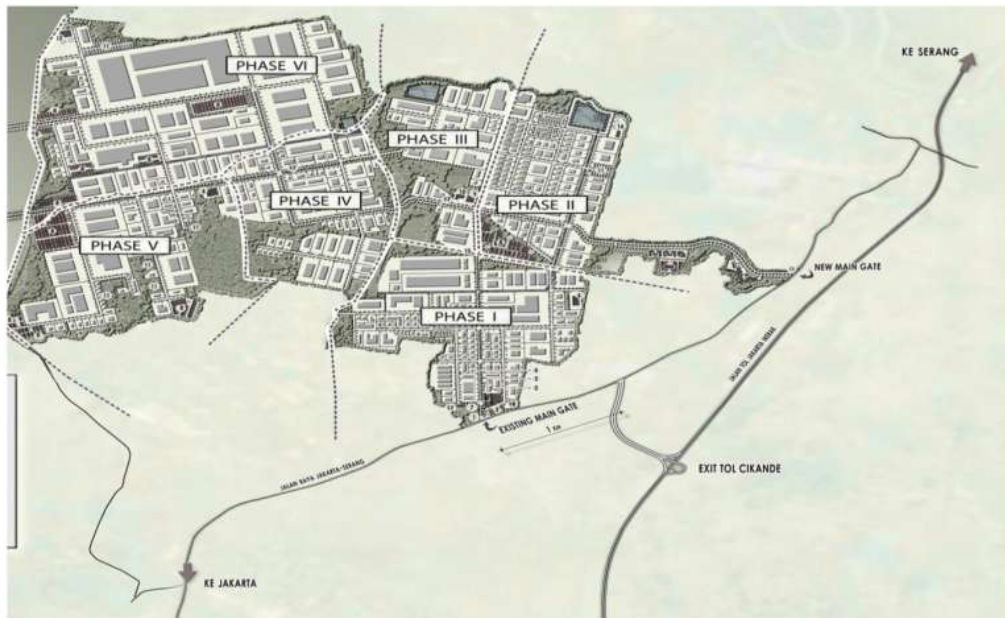 KE SERANG
PHASE VI
PHASE III
PHASE IV
PHASE II
PHASE V
NEW MAIN GATE
PHASE I
JALAN TOL JAKARTA MERAK
EXISTING MAIN GATE
1 KM
JALAN RAYA JAKARTA-SERANG
EXIT TOL CIKANDE
KE JAKARTA